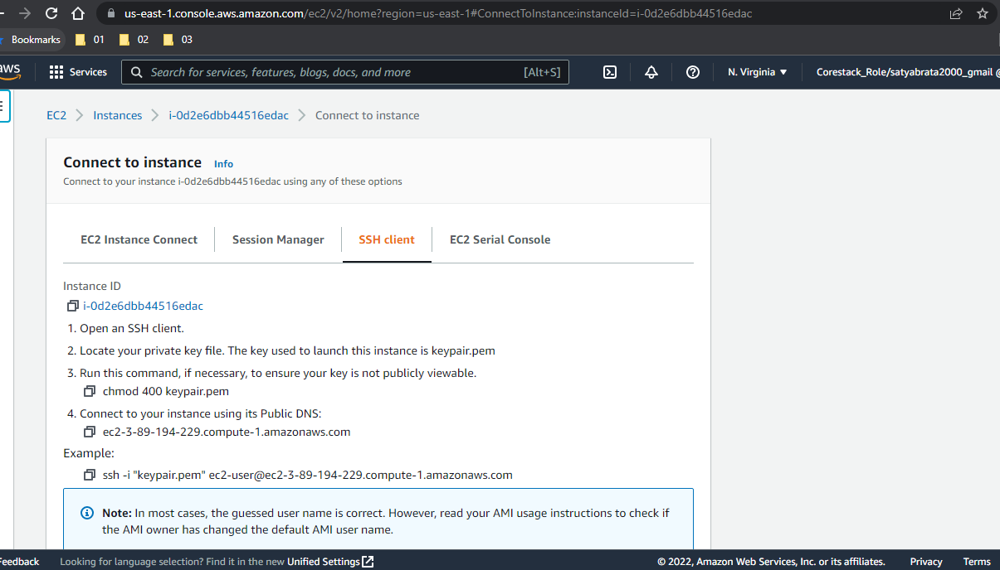 us-east-1.console.aws.amazon.com/ec2/v2/home?region=us-east-1#ConnectToInstance:instanceId=i-0d2e6dbb44516edac
Bookmarks 01 02 03
aws Services Search for services, features, blogs, docs, and more [Alt+S] N. Virginia Corestack_Role/satyabrata2000_gmail @
EC2 Instances i-0d2e6dbb44516edac Connect to instance
Connect to instance Info
Connect to your instance i-0d2e6dbb44516edac using any of these options
EC2 Instance Connect Session Manager SSH client EC2 Serial Console
Instance ID
i-0d2e6dbb44516edac
1. Open an SSH client.
2. Locate your private key file. The key used to launch this instance is keypair.pem
3. Run this command, if necessary, to ensure your key is not publicly viewable.
chmod 400 keypair.pem
4. Connect to your instance using its Public DNS:
ec2-3-89-194-229.compute-1.amazonaws.com
Example:
ssh -i "keypair.pem" ec2-user@ec2-3-89-194-229.compute-1.amazonaws.com
Note: In most cases, the guessed user name is correct. However, read your AMI usage instructions to check if
the AMI owner has changed the default AMI user name.
Feedback Looking for language selection? Find it in the new Unified Settings © 2022, Amazon Web Services, Inc. or its affiliates. Privacy Terms